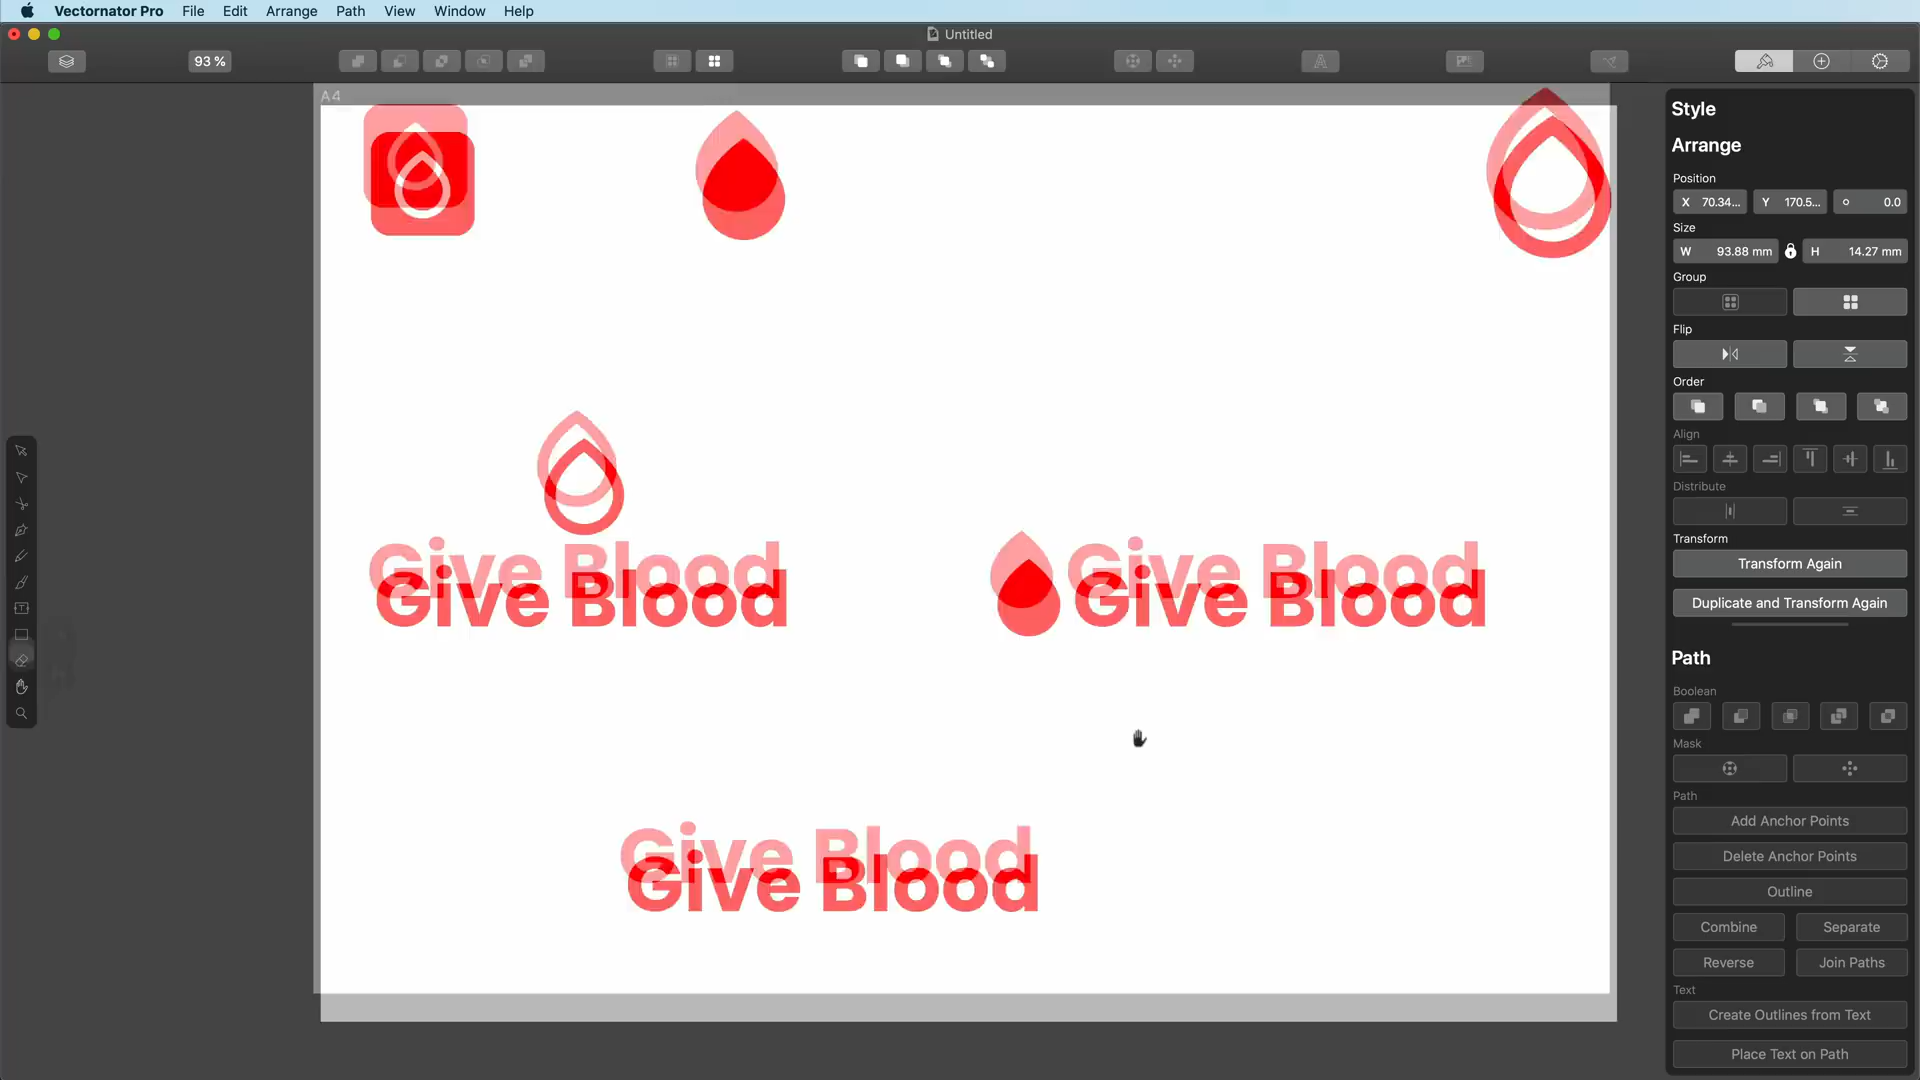 Vectornator Pro File Edit Arrange Path View Window Help
Untitled
93 %
A4
Style
Arrange
Position
X 70.34... Y 170.5... 0.0
Size
W 93.88 mm H 14.27 mm
Group
Flip
Order
Align
Distribute
Transform
Transform Again
Duplicate and Transform Again
Path
Boolean
Mask
Path
Add Anchor Points
Delete Anchor Points
Outline
Combine Separate
Reverse Join Paths
Text
Create Outlines from Text
Place Text on Path
Give Blood
Give Blood
Give Blood
Give Blood
Give Blood
Give Blood